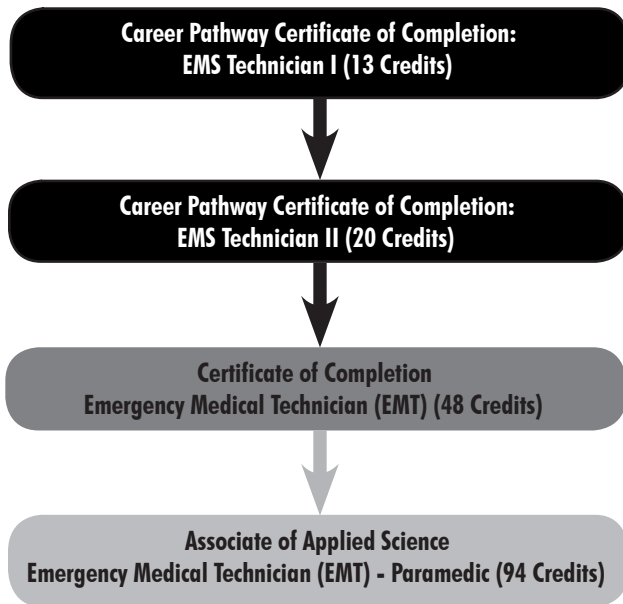 Career Pathway Certificate of Completion:
EMS Technician I (13 Credits)
Career Pathway Certificate of Completion:
EMS Technician II (20 Credits)
Certificate of Completion
Emergency Medical Technician (EMT) (48 Credits)
Associate of Applied Science
Emergency Medical Technician (EMT) - Paramedic (94 Credits)